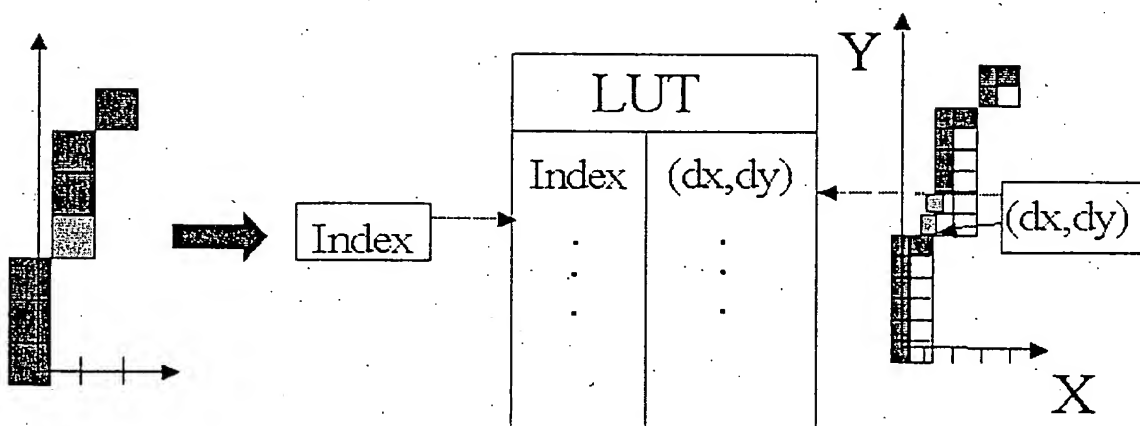 Y
LUT
Index (dx,dy)
Index
(dx,dy)
X